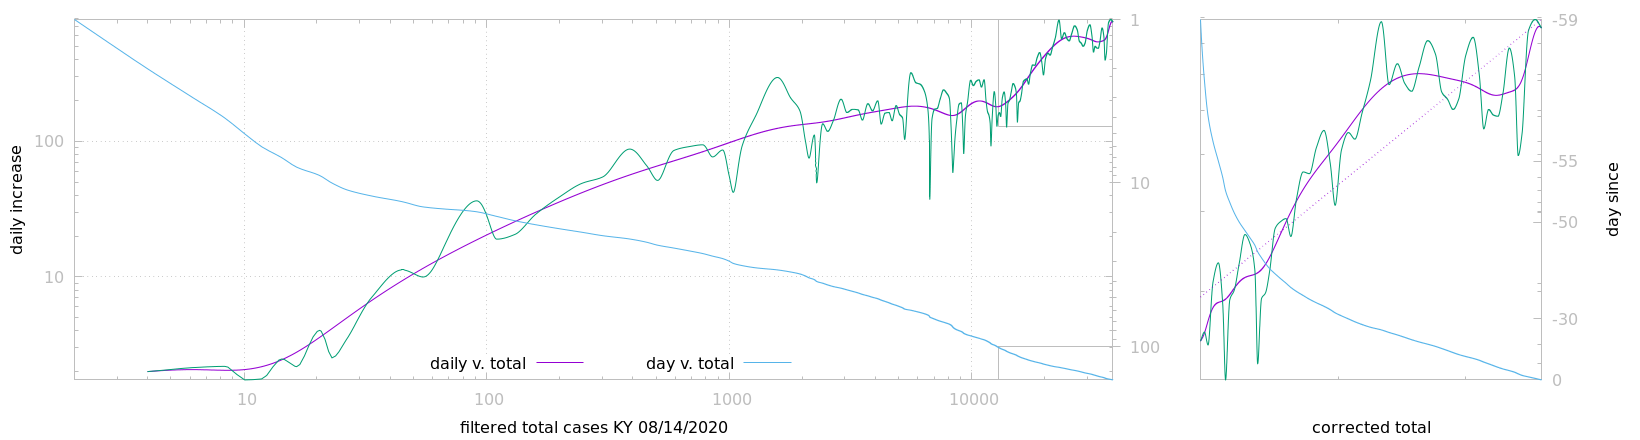 1
-59
100
10
-55
daily increase
-50
day since
10
-30
100
daily v. total
day v. total
0
10
100
1000
10000
filtered total cases KY 08/14/2020
corrected total